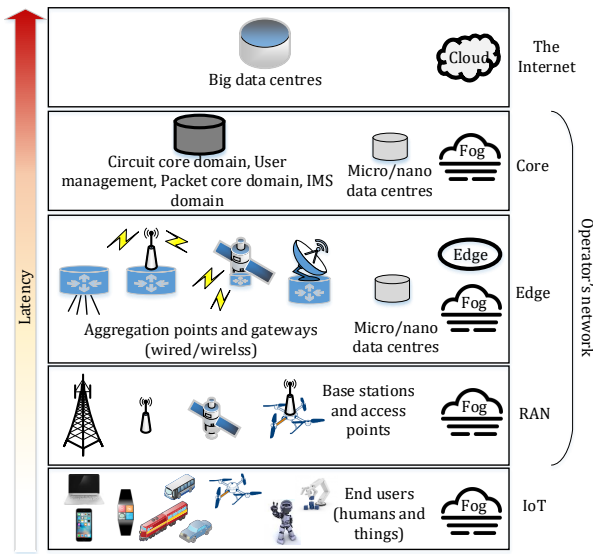 Big data centres
Cloud
The
Internet
Circuit core domain, User
management, Packet core domain, IMS
domain
Micro/nano
data centres
Fog
Core
Aggregation points and gateways
(wired/wirelss)
Micro/nano
data centres
Edge
Fog
Edge
Base stations
and access
points
Fog
RAN
End users
(humans and
things)
Fog
IoT
Latency
Operator's network